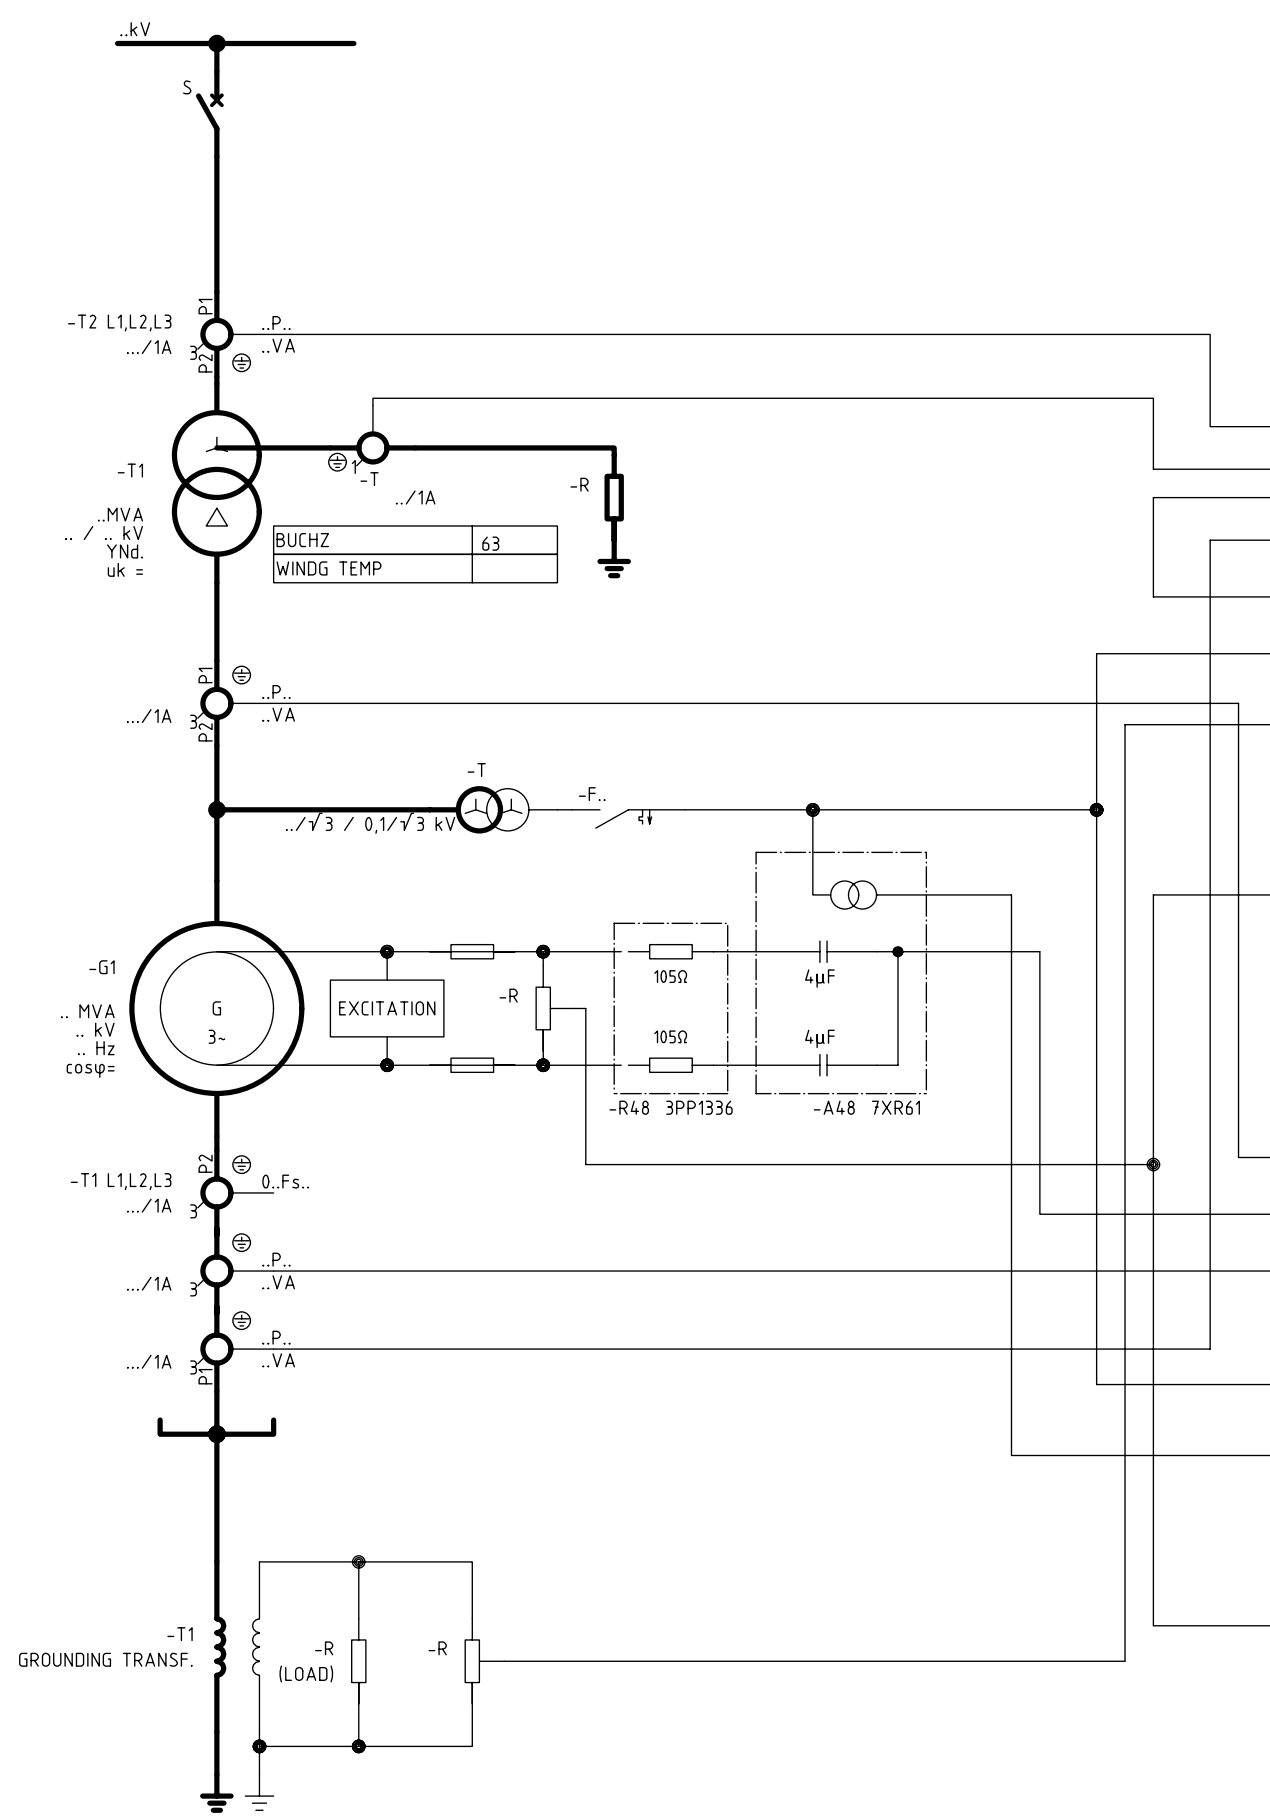 ..kV
S
P1
-T2 L1,L2,L3
..P..
.../1A
3
P2
..VA
-T1
1
-T
-R
../1A
..MVA
.. / .. kV
YNd.
uk =
BUCHZ 63
WINDG TEMP
P1
..P..
.../1A
3
P2
..VA
-T
-F..
../√3 / 0,1/√3 kV
-G1
G
3~
.. MVA
.. kV
.. Hz
cosφ=
EXCITATION
-R
105Ω
4µF
105Ω
4µF
-R48 3PP1336
-A48 7XR61
P2
-T1 L1,L2,L3
0..Fs..
.../1A
3
..P..
.../1A
3
..VA
..P..
.../1A
3
P1
..VA
-T1
GROUNDING TRANSF.
-R
(LOAD)
-R